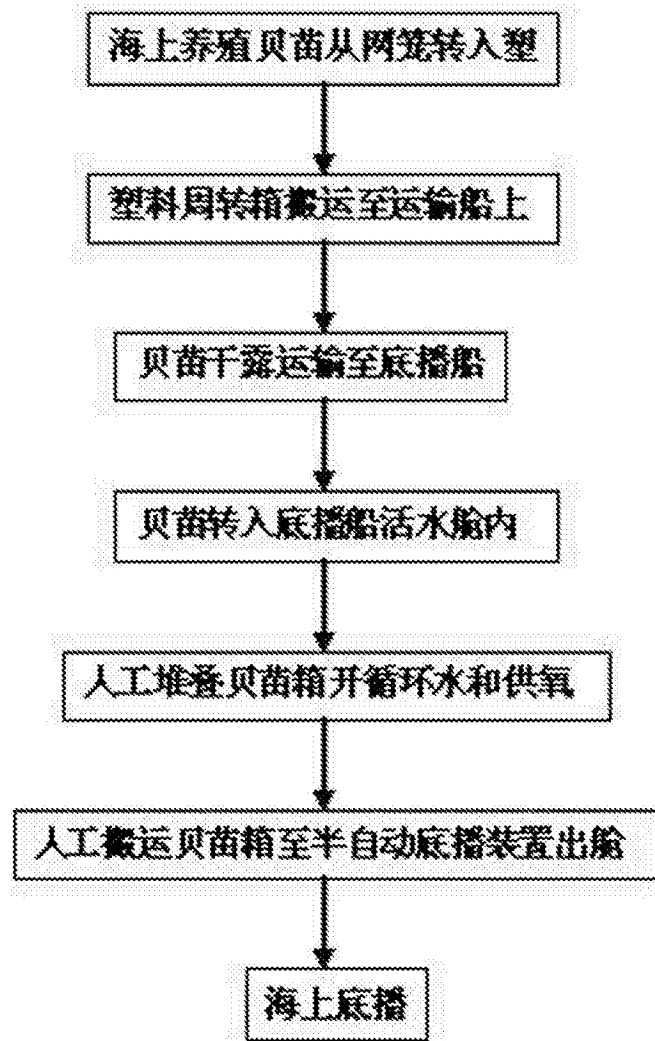 海上养殖贝苗从网笼转入塑
塑料周转箱搬运至运输船上
贝苗干露运输至底播船
贝苗转入底播船活水舱内
人工堆叠贝苗箱开循环水和供氧
人工搬运贝苗箱至半自动底播装置出舱
海上底播